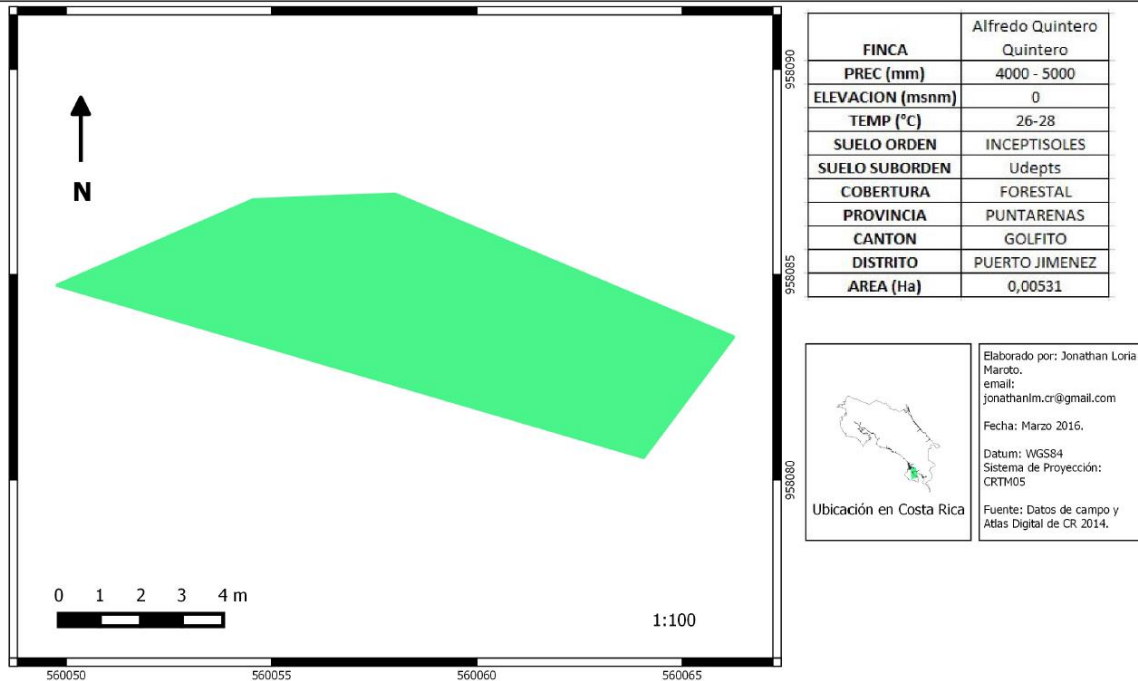 N
0 1 2 3 4 m
1:100
560050 560055 560060 560065
958090
958085
958080
FINCA Alfredo Quintero
Quintero
PREC (mm) 4000 - 5000
ELEVACION (msnm) 0
TEMP (°C) 26-28
SUELO ORDEN INCEPTISOLES
SUELO SUBORDEN Udepts
COBERTURA FORESTAL
PROVINCIA PUNTARENAS
CANTON GOLFITO
DISTRITO PUERTO JIMENEZ
AREA (Ha) 0,00531
Ubicación en Costa Rica
Elaborado por: Jonathan Loria
Maroto.
email:
jonathanlm.cr@gmail.com
Fecha: Marzo 2016.
Datum: WGS84
Sistema de Proyección:
CRTM05
Fuente: Datos de campo y
Atlas Digital de CR 2014.